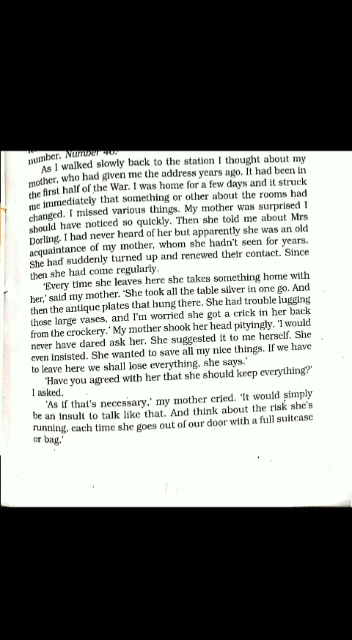 number. Number 46.
As I walked slowly back to the station I thought about my
mother, who had given me the address years ago. It had been in
the first half of the War. I was home for a few days and it struck
me immediately that something or other about the rooms had
changed. I missed various things. My mother was surprised I
should have noticed so quickly. Then she told me about Mrs
Dorling. I had never heard of her but apparently she was an old
acquaintance of my mother, whom she hadn't seen for years.
She had suddenly turned up and renewed their contact. Since
then she had come regularly.
'Every time she leaves here she takes something home with
her,' said my mother. 'She took all the table silver in one go. And
then the antique plates that hung there. She had trouble lugging
those large vases, and I'm worried she got a crick in her back
from the crockery.' My mother shook her head pityingly. 'I would
never have dared ask her. She suggested it to me herself. She
even insisted. She wanted to save all my nice things. If we have
to leave here we shall lose everything, she says.'
'Have you agreed with her that she should keep everything?'
I asked.
'As if that's necessary,' my mother cried. 'It would simply
be an insult to talk like that. And think about the risk she's
running, each time she goes out of our door with a full suitcase
or bag.'